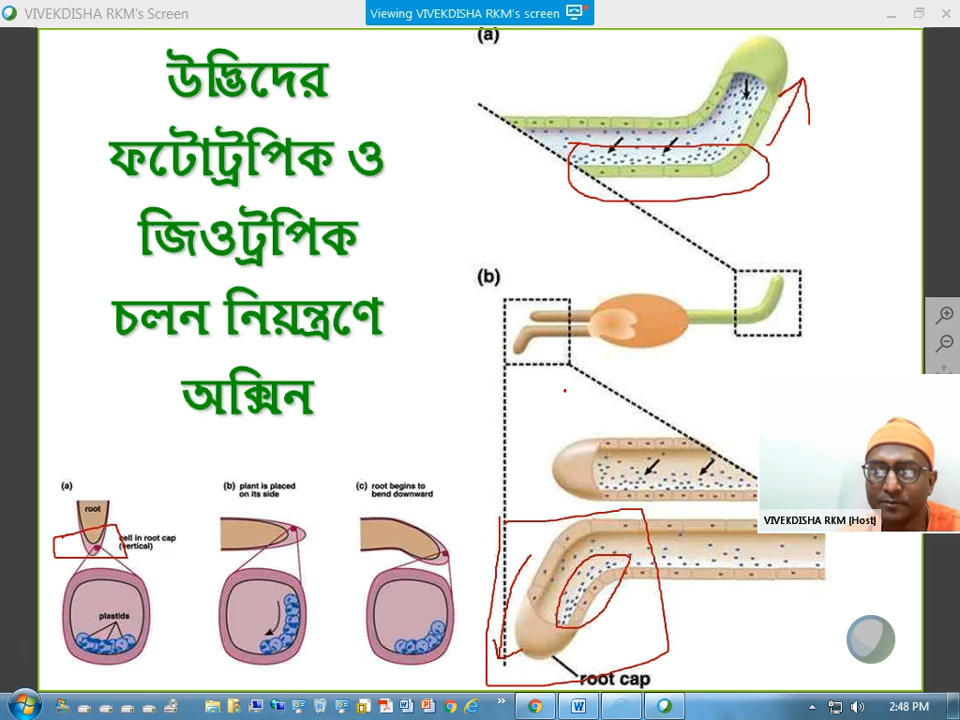 VIVEKDISHA RKM's Screen
Viewing VIVEKDISHA RKM's screen
উদ্ভিদের
ফটোট্রপিক ও
জিওট্রপিক
চলন নিয়ন্ত্রণে
অক্সিন
(a)
(b)
root cap
(a)
root
cell in root cap
(vertical)
plastids
(b) plant is placed
on its side
(c) root begins to
bend downward
VIVEKDISHA RKM (Host)
2:48 PM